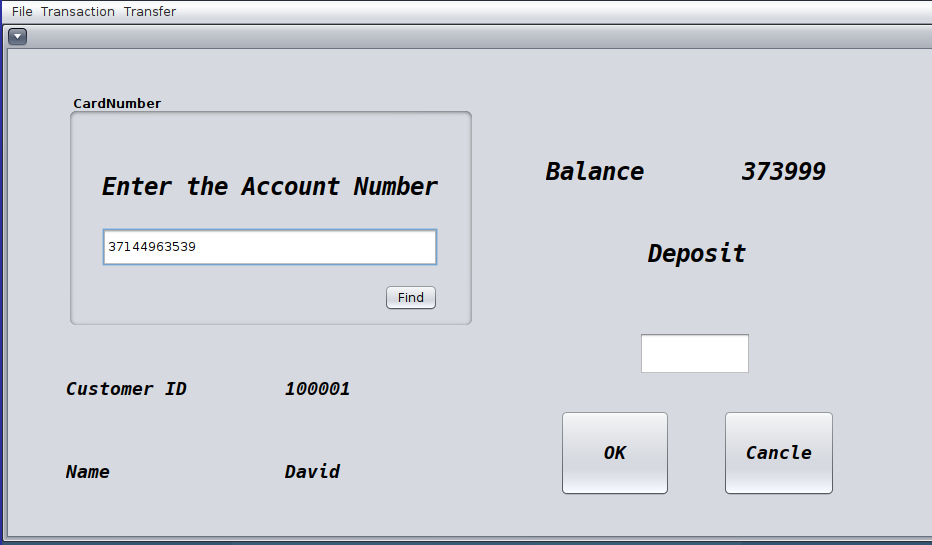 File Transaction Transfer
CardNumber
Enter the Account Number
37144963539
Find
Customer ID 100001
Name David
Balance 373999
Deposit
OK Cancle